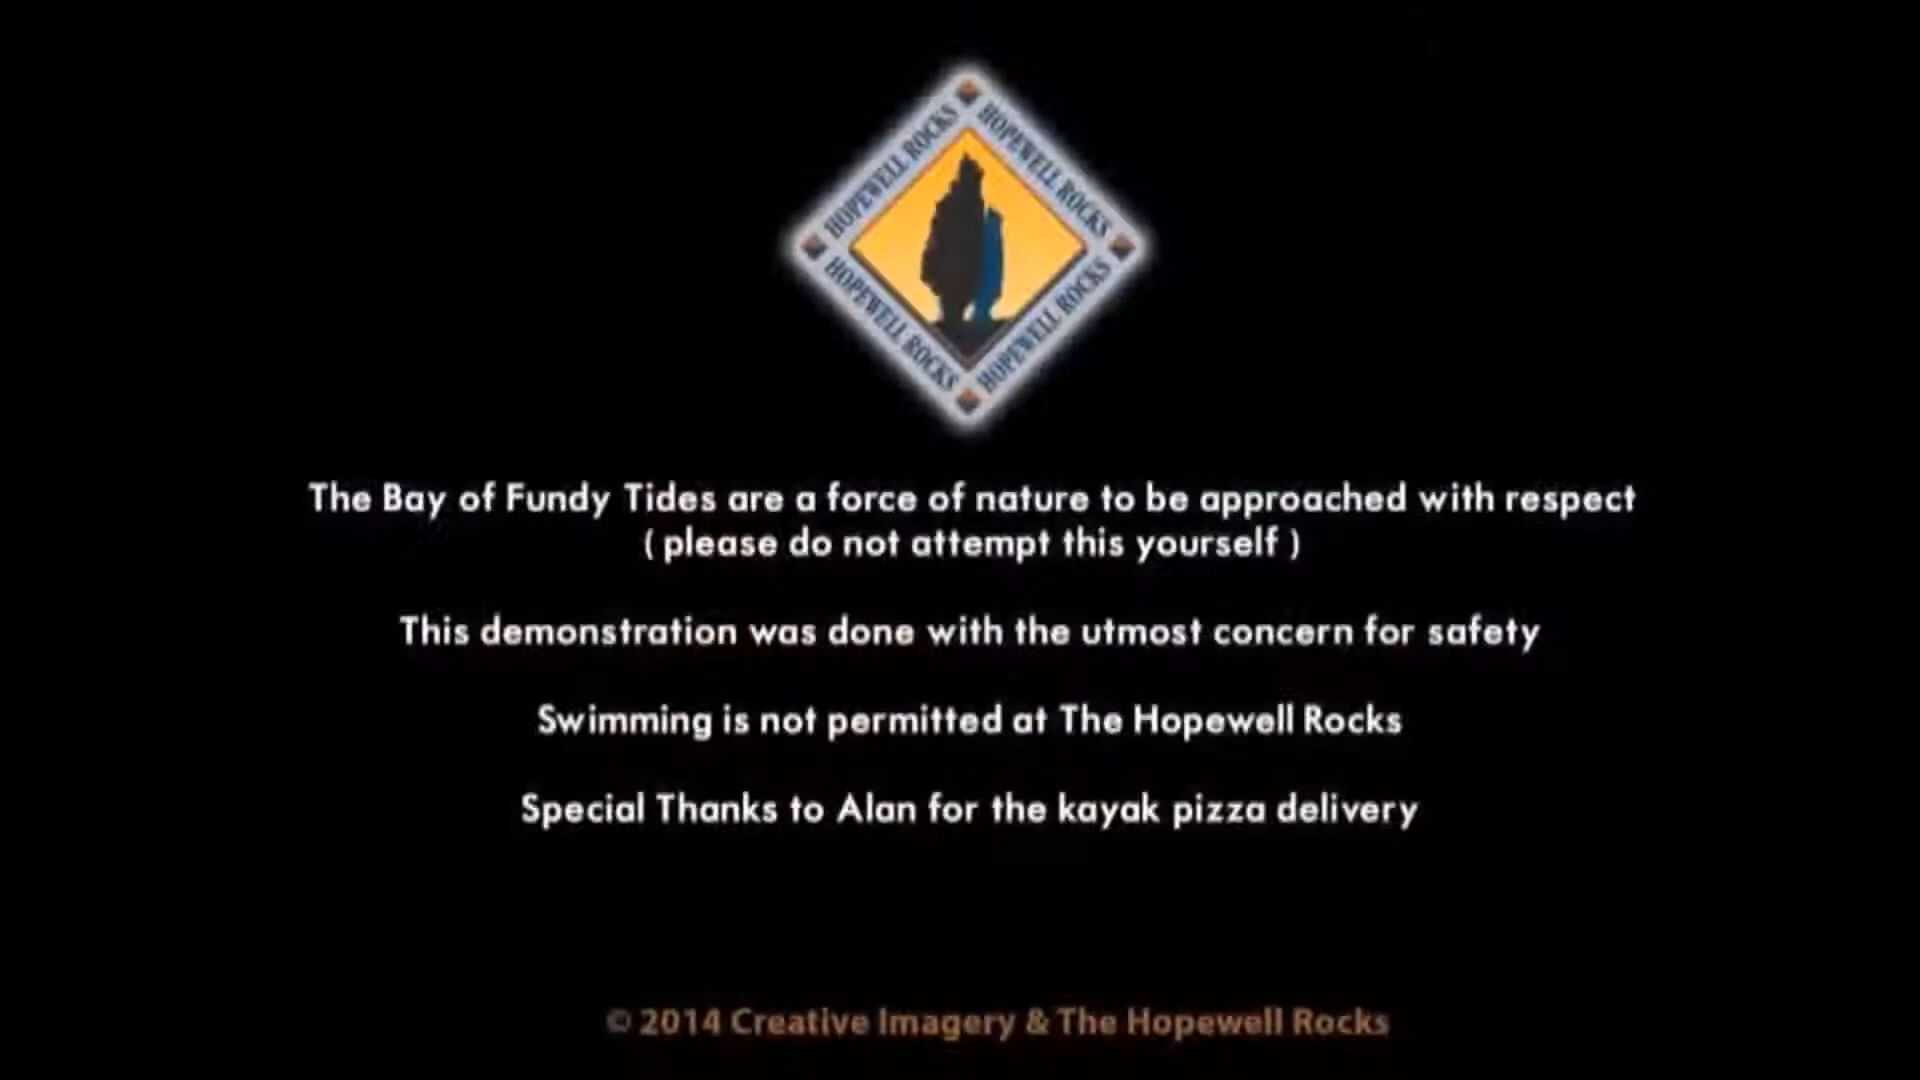 HOPEWELL ROCKS
HOPEWELL ROCKS
HOPEWELL ROCKS
HOPEWELL ROCKS
The Bay of Fundy Tides are a force of nature to be approached with respect
( please do not attempt this yourself )
This demonstration was done with the utmost concern for safety
Swimming is not permitted at The Hopewell Rocks
Special Thanks to Alan for the kayak pizza delivery
© 2014 Creative Imagery & The Hopewell Rocks